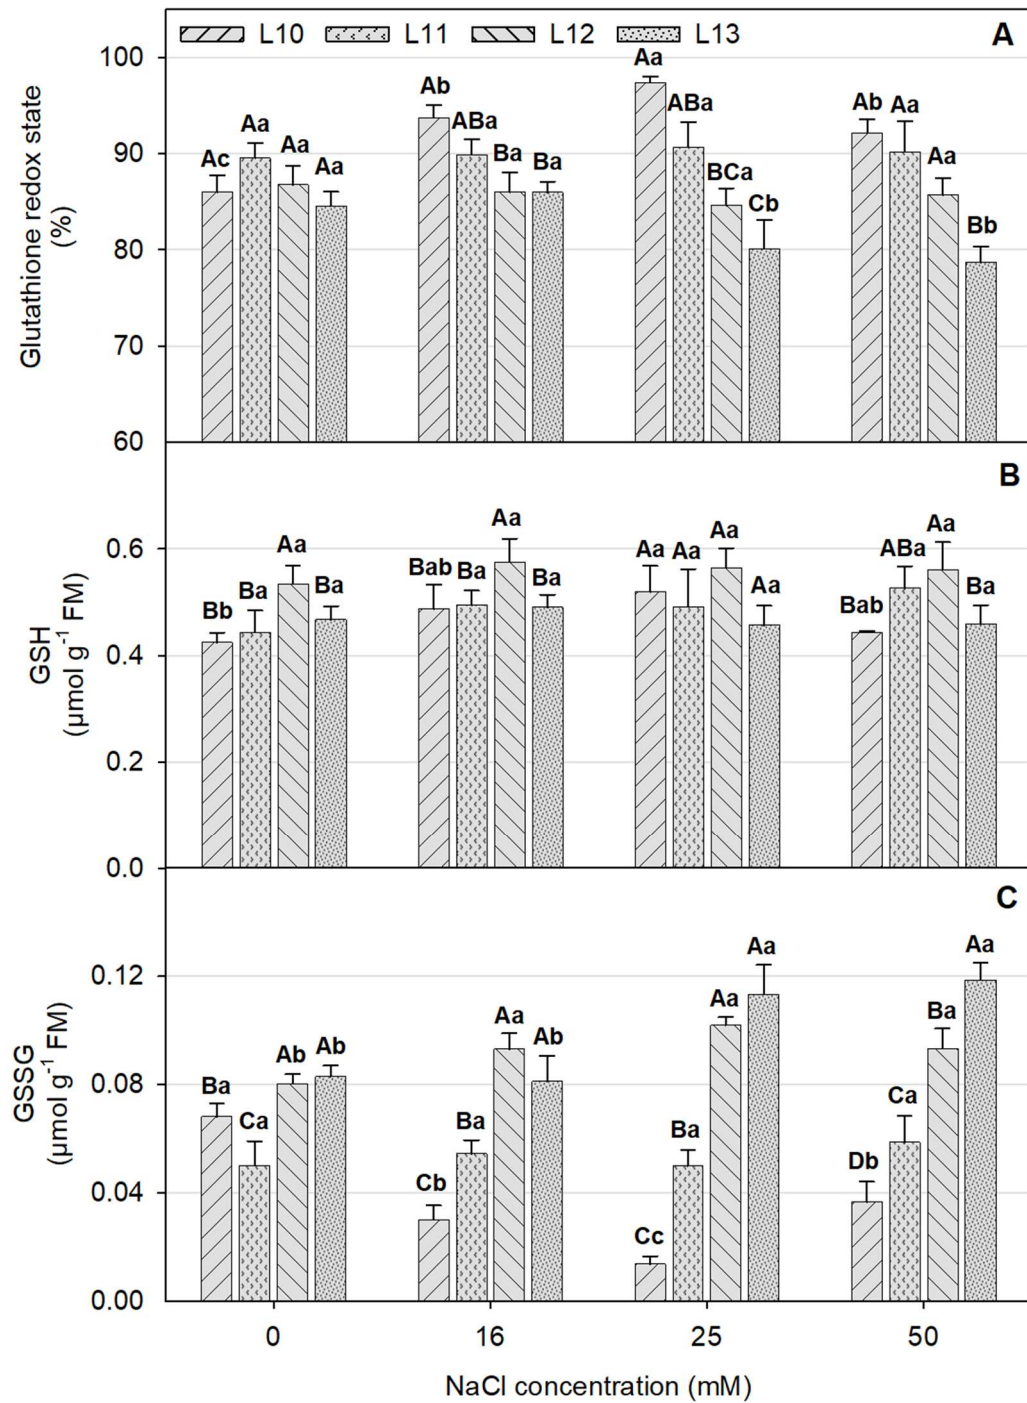 L10 L11 L12 L13 A
Glutathione redox state
(%)
100
90
80
70
60
Ac Aa Aa Aa
Ab ABa Ba Ba
Aa ABa BCa Cb
Ab Aa Aa Bb
B
GSH
(µmol g⁻¹ FM)
0.6
0.4
0.2
0.0
Bb Ba Aa Ba
Bab Ba Aa Ba
Aa Aa Aa Aa
Bab ABa Aa Ba
C
GSSG
(µmol g⁻¹ FM)
0.12
0.08
0.04
0.00
Ba Ca Ab Ab
Cb Ba Aa Ab
Cc Ba Aa Aa
Db Ca Ba Aa
0 16 25 50
NaCl concentration (mM)